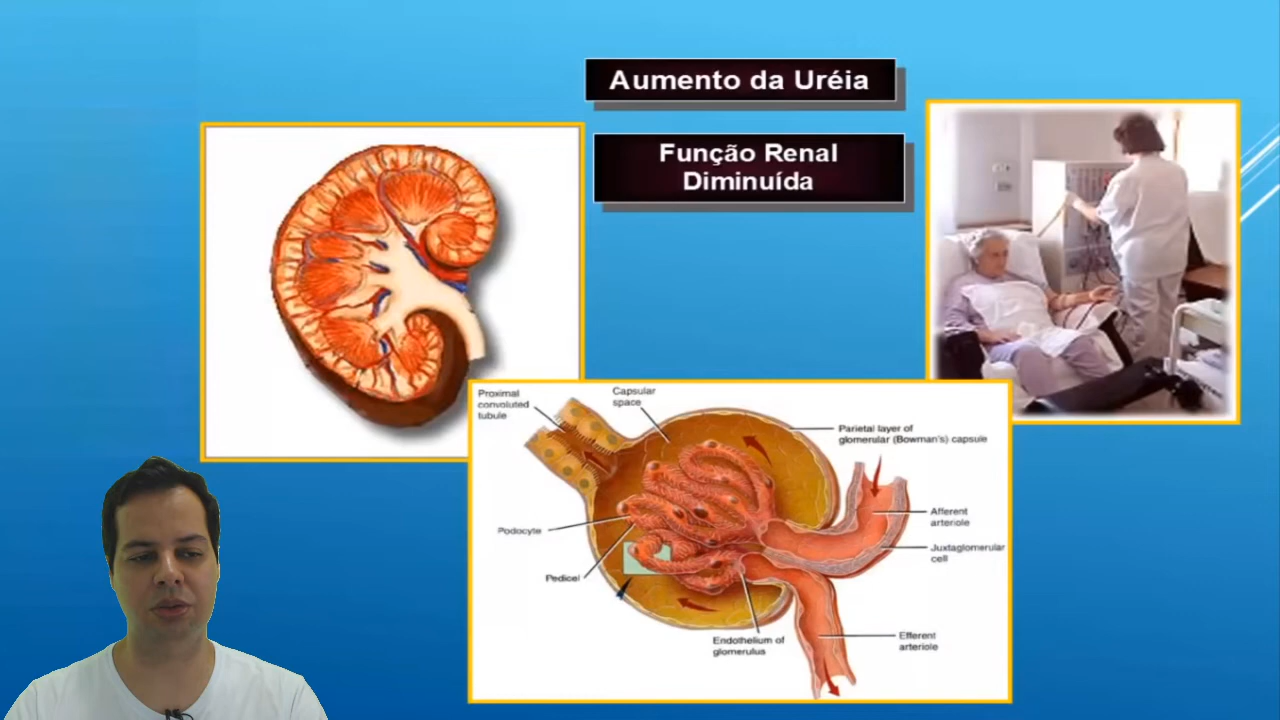 Aumento da Uréia
Função Renal
Diminuída
Proximal
convoluted
tubule
Capsular
space
Parietal layer of
glomerular (Bowman's) capsule
Afferent
arteriole
Juxtaglomerular
cell
Podocyte
Pedicel
Endothelium of
glomerulus
Efferent
arteriole